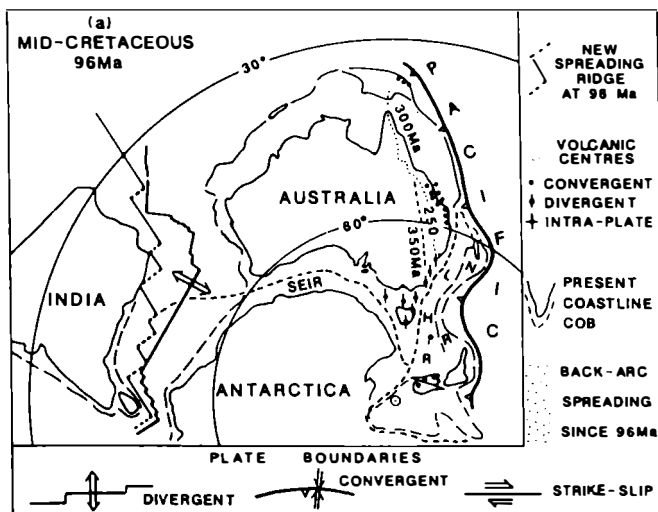 (a)
MID-CRETACEOUS
96Ma
30°
PACIFIC
300Ma
AUSTRALIA
250
350Ma
60°
INDIA
SEIR
N
H
R
R
ANTARCTICA
NEW
SPREADING
RIDGE
AT 96 Ma
VOLCANIC
CENTRES
CONVERGENT
DIVERGENT
INTRA-PLATE
PRESENT
COASTLINE
COB
BACK-ARC
SPREADING
SINCE 96Ma
PLATE BOUNDARIES
DIVERGENT
CONVERGENT
STRIKE-SLIP